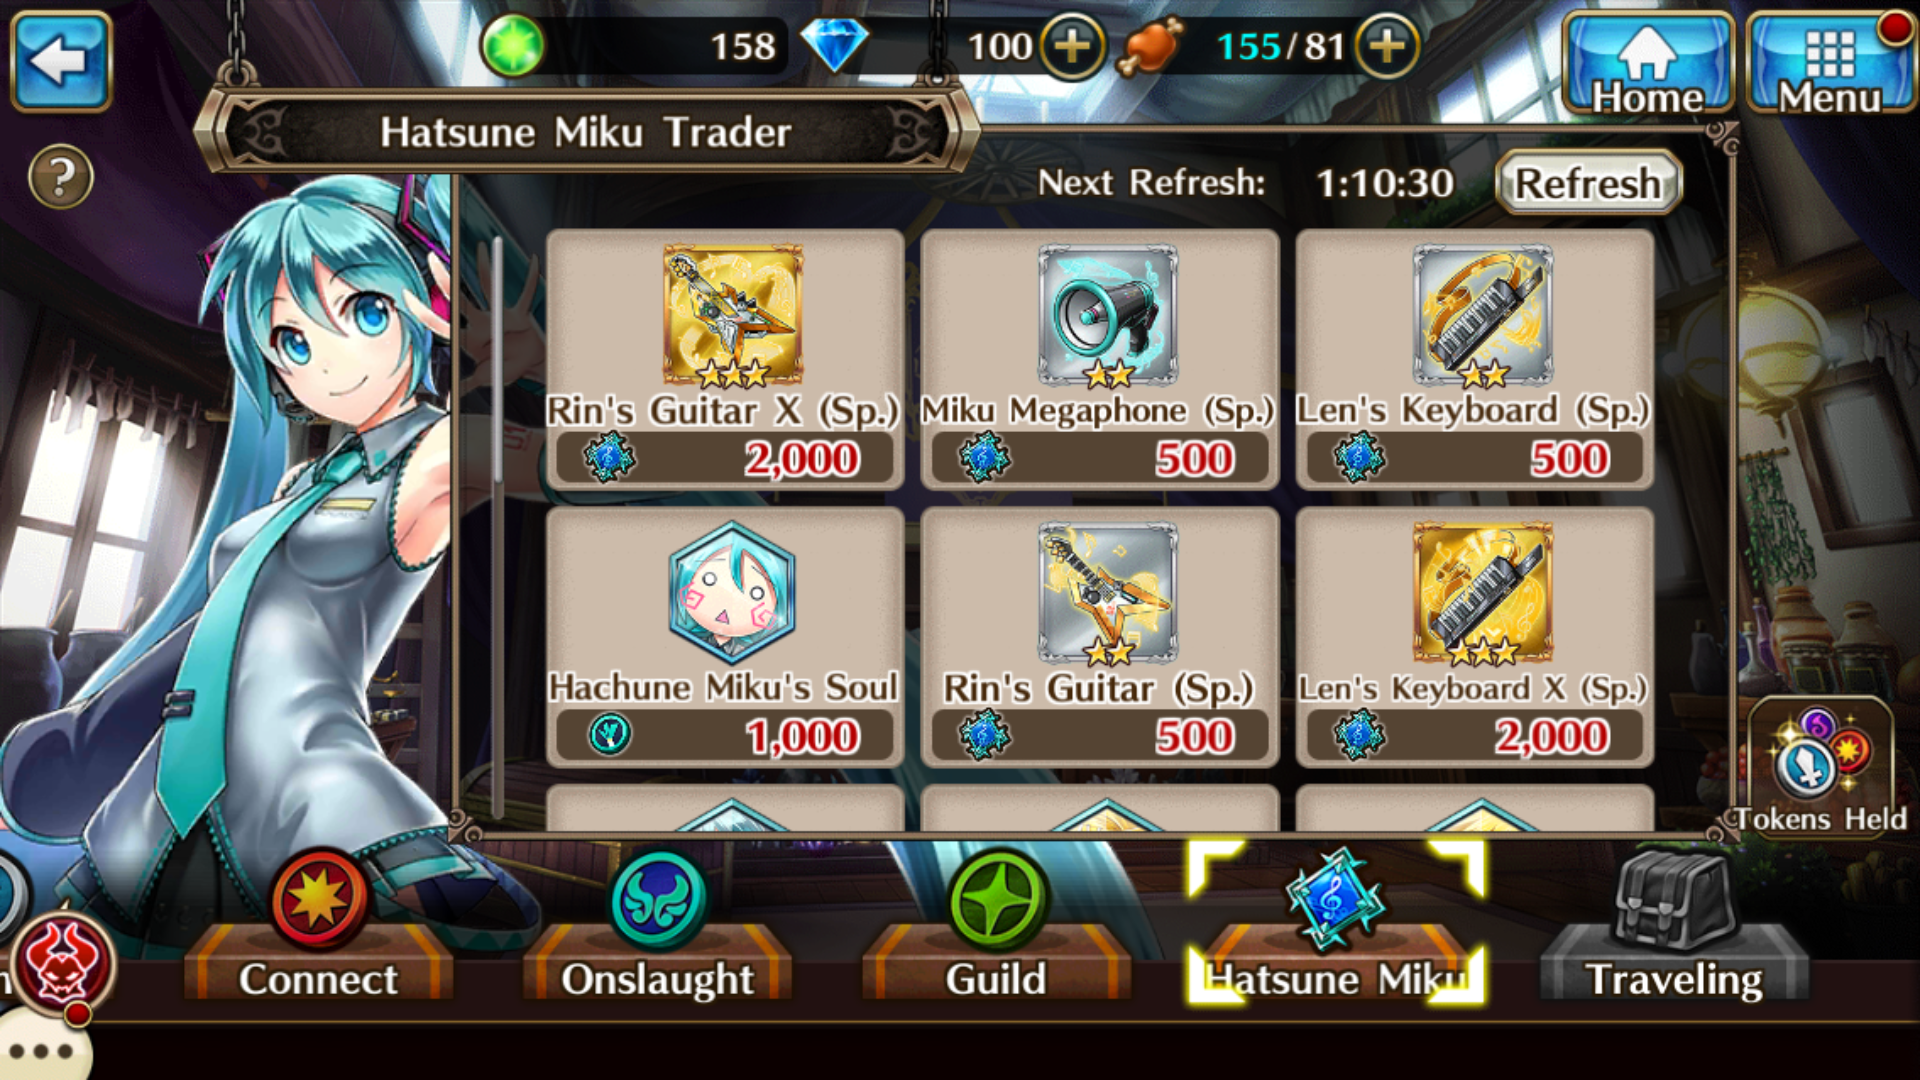 158
100
155/81
Home
Menu
Hatsune Miku Trader
?
Next Refresh: 1:10:30 Refresh
Rin's Guitar X (Sp.)
2,000
Miku Megaphone (Sp.)
500
Len's Keyboard (Sp.)
500
Hachune Miku's Soul
1,000
Rin's Guitar (Sp.)
500
Len's Keyboard X (Sp.)
2,000
Tokens Held
Connect
Onslaught
Guild
Hatsune Miku
Traveling